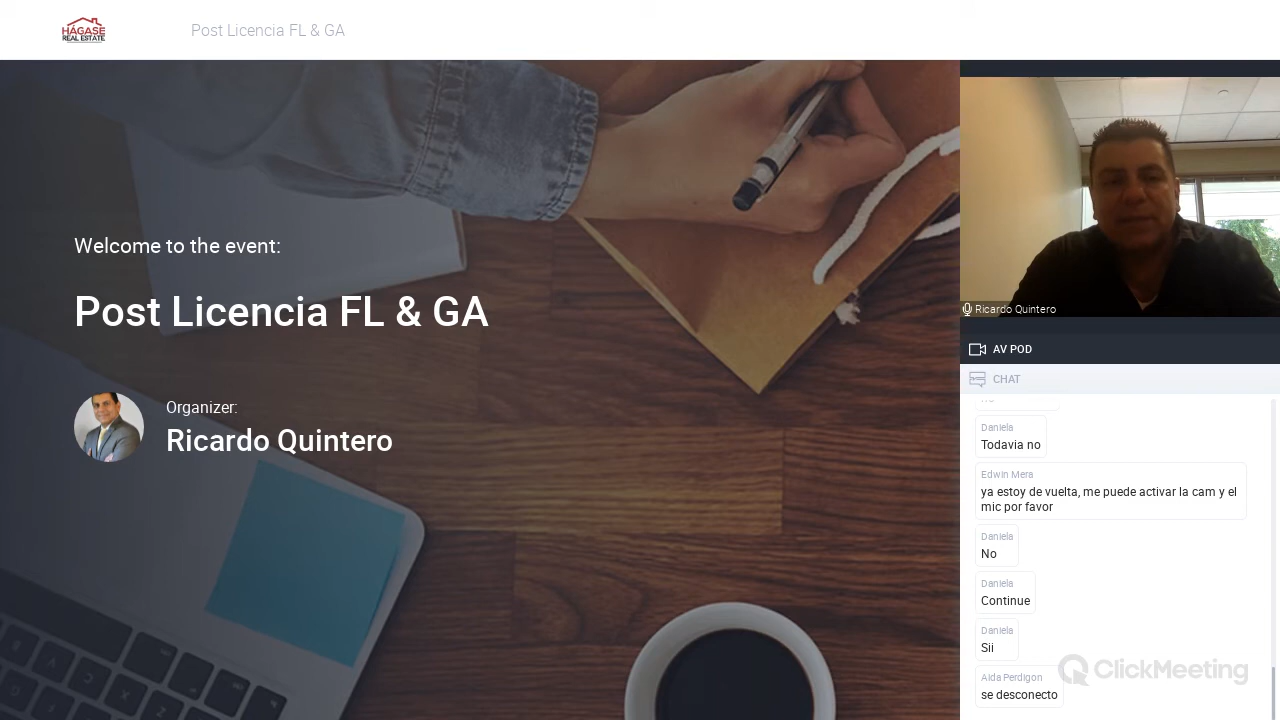 HÁGASE
REAL ESTATE
Post Licencia FL & GA
Welcome to the event:
Post Licencia FL & GA
Organizer:
Ricardo Quintero
Ricardo Quintero
AV POD
CHAT
Daniela
Todavia no
Edwin Mera
ya estoy de vuelta, me puede activar la cam y el
mic por favor
Daniela
No
Daniela
Continue
Daniela
Sii
Aida Perdigon
se desconecto
ClickMeeting